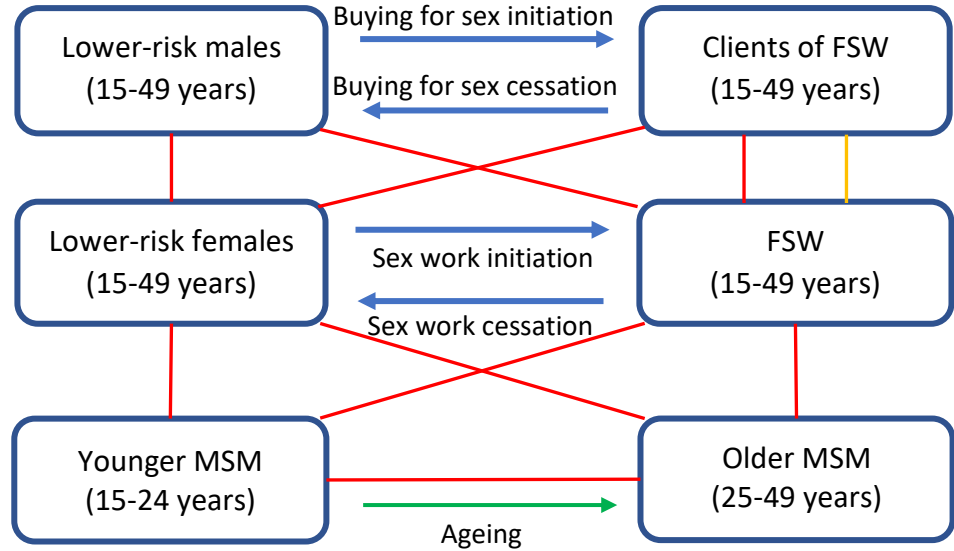 Lower-risk males
(15-49 years)
Buying for sex initiation
Buying for sex cessation
Clients of FSW
(15-49 years)
Lower-risk females
(15-49 years)
Sex work initiation
Sex work cessation
FSW
(15-49 years)
Younger MSM
(15-24 years)
Ageing
Older MSM
(25-49 years)